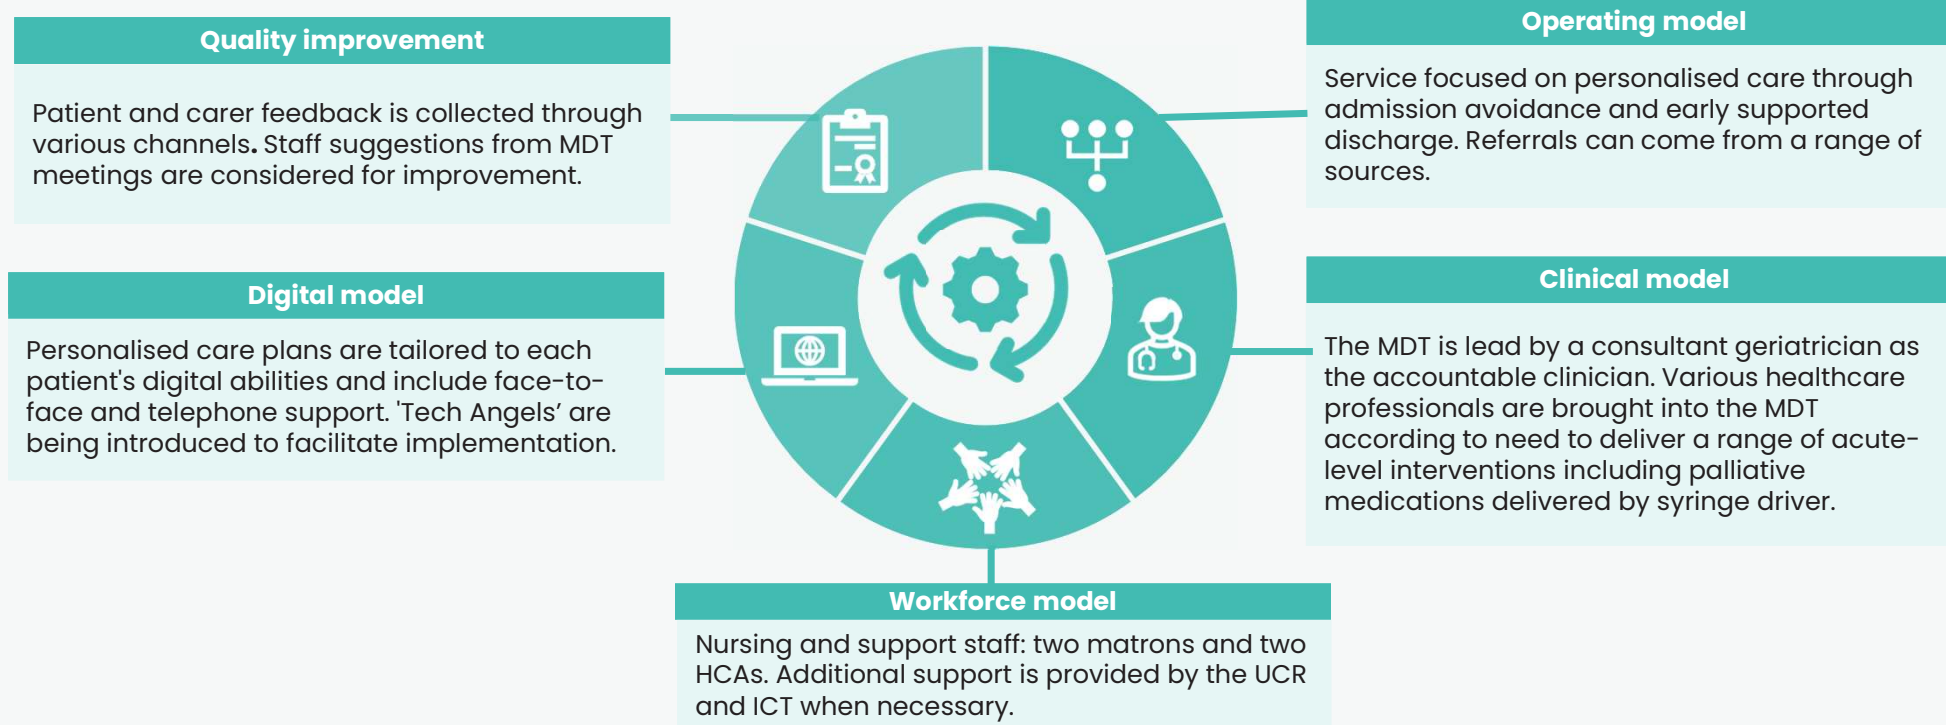 Quality improvement
Patient and carer feedback is collected through
various channels. Staff suggestions from MDT
meetings are considered for improvement.
Operating model
Service focused on personalised care through
admission avoidance and early supported
discharge. Referrals can come from a range of
sources.
Digital model
Personalised care plans are tailored to each
patient's digital abilities and include face-to-
face and telephone support. 'Tech Angels’ are
being introduced to facilitate implementation.
Clinical model
The MDT is lead by a consultant geriatrician as
the accountable clinician. Various healthcare
professionals are brought into the MDT
according to need to deliver a range of acute-
level interventions including palliative
medications delivered by syringe driver.
Workforce model
Nursing and support staff: two matrons and two
HCAs. Additional support is provided by the UCR
and ICT when necessary.